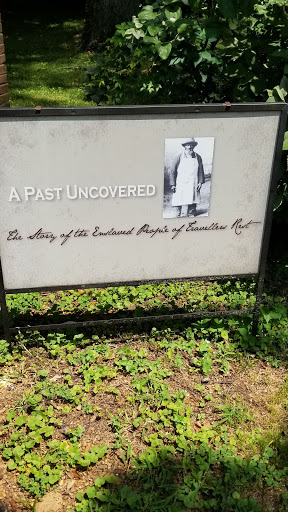 A Past Uncovered
The Story of the Enslaved People of Travellers Rest